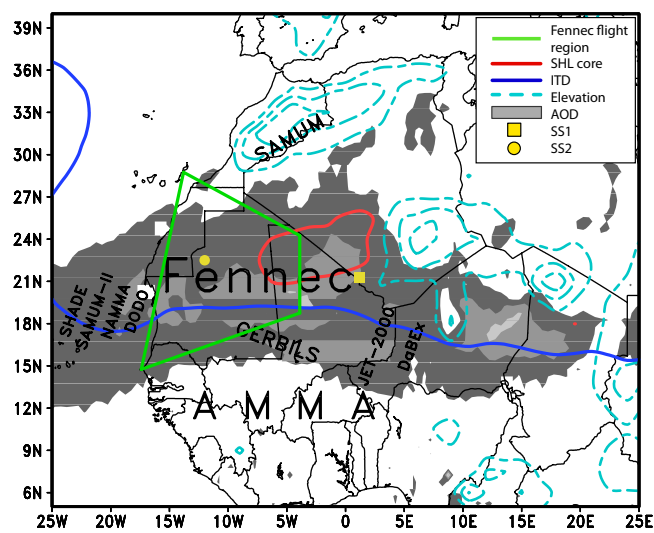 39N
36N
33N
30N
27N
24N
21N
18N
15N
12N
9N
6N
25W
20W
15W
10W
5W
0
5E
10E
15E
20E
25E
Fennec flight
region
SHL core
ITD
Elevation
AOD
SS1
SS2
SAMUM
Fennec
SHADE
SAMUM-II
NAMMA
DODO
CERBILS
JET-2000
DaBEx
AMMA